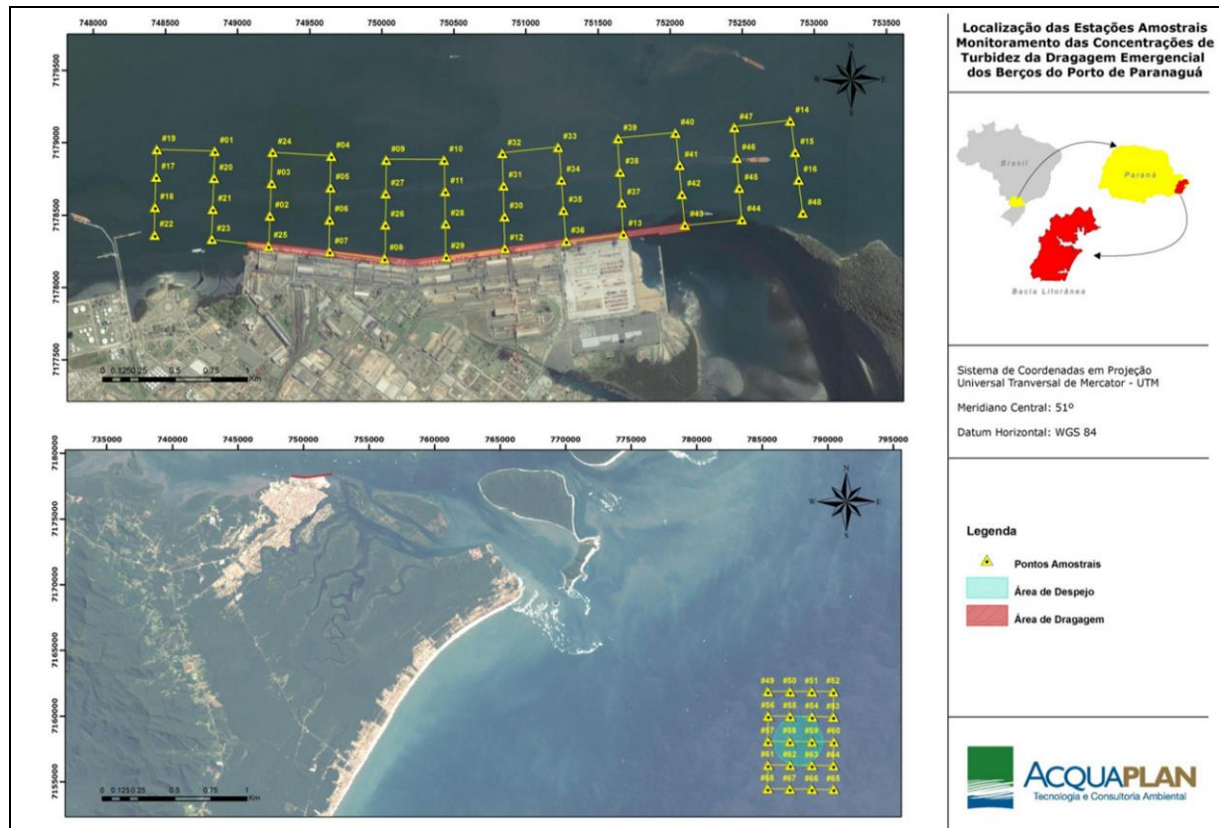 748000 748500 749000 749500 750000 750500 751000 751500 752000 752500 753000 753500
7179500
7179000
7178500
7178000
7177500
N
W E
S
#19 #01 #24 #04 #09 #10 #32 #33 #39 #40 #47 #14
#17 #20 #03 #05 #27 #11 #31 #34 #38 #41 #46 #15
#18 #21 #02 #06 #26 #28 #30 #35 #37 #42 #45 #16
#22 #23 #25 #07 #08 #29 #12 #36 #13 #43 #44 #48
0 0.125 0.25 0.5 0.75 1
Km
735000 740000 745000 750000 755000 760000 765000 770000 775000 780000 785000 790000 795000
7180000
7175000
7170000
7165000
7160000
7155000
N
W E
S
#49 #50 #51 #52
#56 #55 #54 #53
#57 #58 #59 #60
#61 #62 #63 #64
#68 #67 #66 #65
0 0.125 0.25 0.5 0.75 1
Km
Localização das Estações Amostrais
Monitoramento das Concentrações de
Turbidez da Dragagem Emergencial
dos Berços do Porto de Paranaguá
Brasil
Paraná
Bacia Litorânea
Sistema de Coordenadas em Projeção
Universal Tranversal de Mercator - UTM
Meridiano Central: 51º
Datum Horizontal: WGS 84
Legenda
Pontos Amostrais
Área de Despejo
Área de Dragagem
ACQUAPLAN
Tecnologia e Consultoria Ambiental